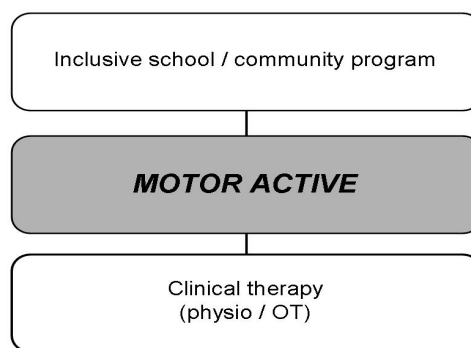 Inclusive school / community program
MOTOR ACTIVE
Clinical therapy
(physio / OT)